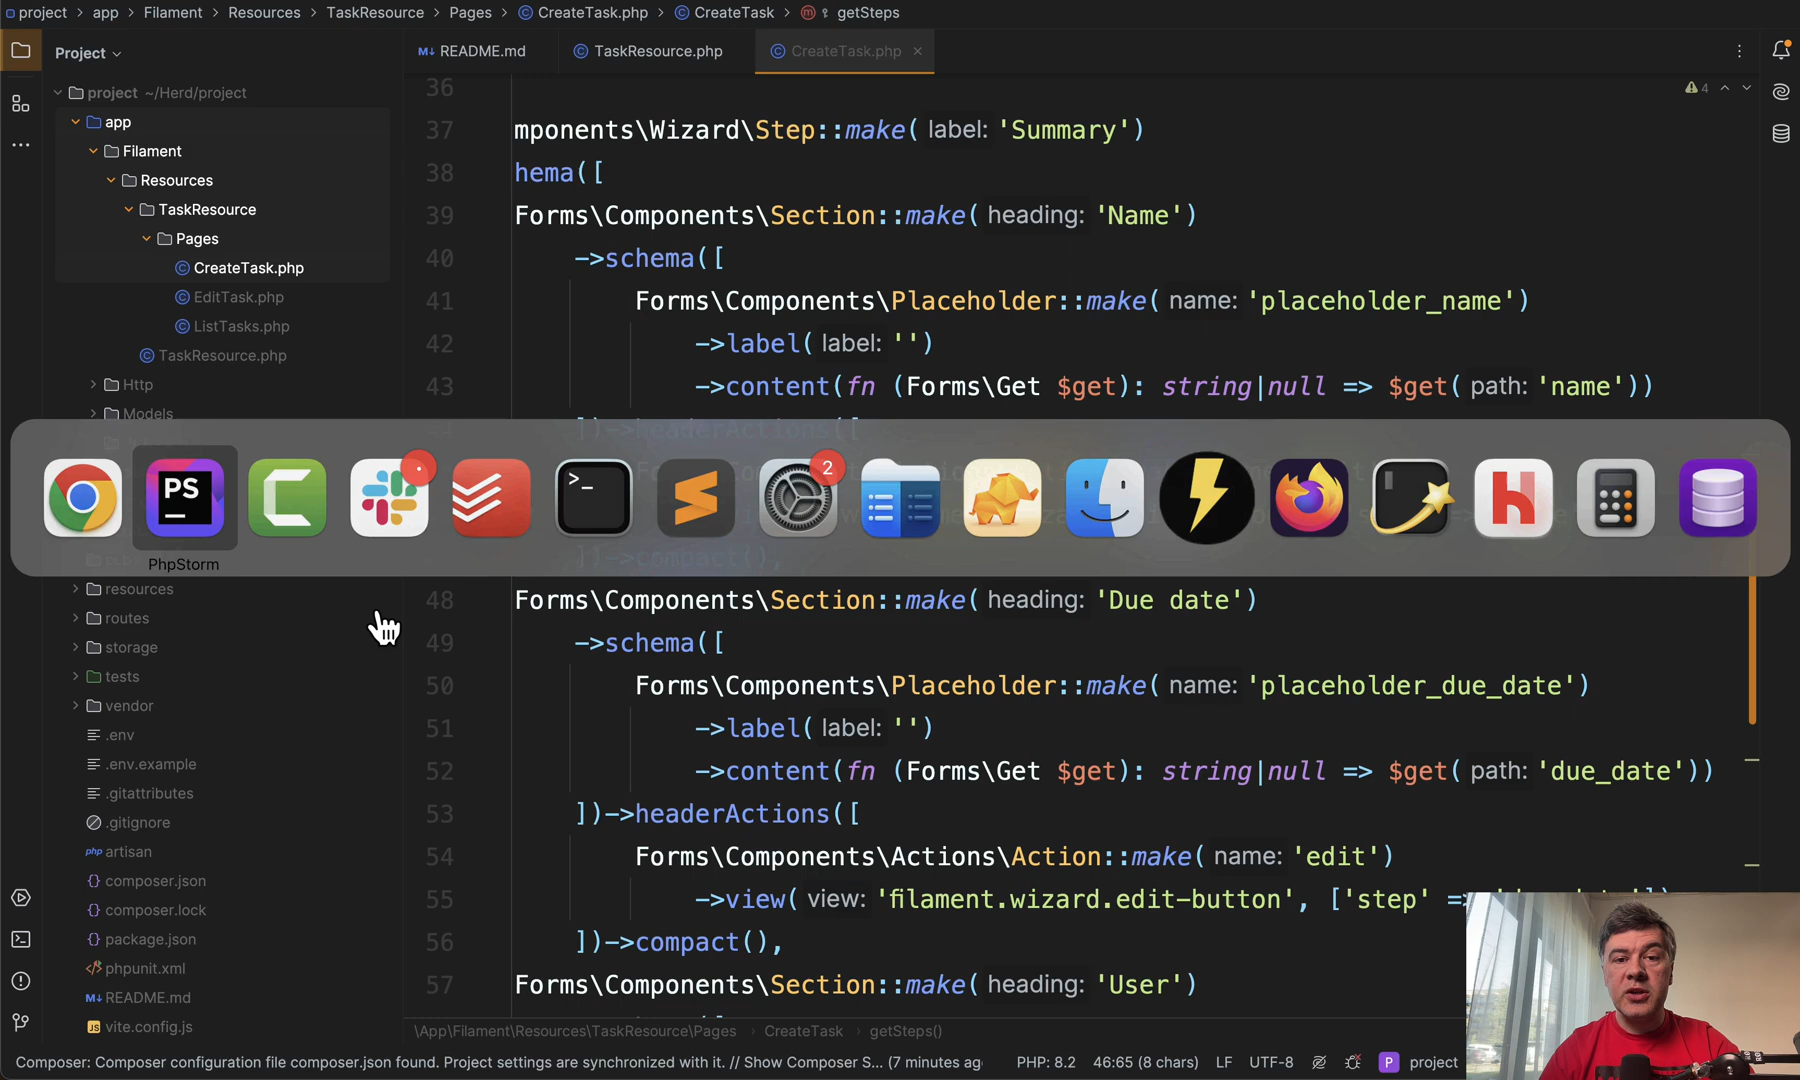 project > app > Filament > Resources > TaskResource > Pages > CreateTask.php > CreateTask > m getSteps
Project
M↓ README.md
TaskResource.php
CreateTask.php
4
project ~/Herd/project
app
Filament
Resources
TaskResource
Pages
CreateTask.php
EditTask.php
ListTasks.php
TaskResource.php
Http
Models
resources
routes
storage
tests
vendor
.env
.env.example
.gitattributes
.gitignore
php artisan
composer.json
composer.lock
package.json
phpunit.xml
M↓ README.md
JS vite.config.js
36
37 mponents\Wizard\Step::make( label: 'Summary')
38 hema([
39 Forms\Components\Section::make( heading: 'Name')
40 ->schema([
41 Forms\Components\Placeholder::make( name: 'placeholder_name')
42 ->label( label: '')
43 ->content(fn (Forms\Get $get): string|null => $get( path: 'name'))
])->headerActions([
PS
2
>_
PhpStorm
])->compact(),
48 Forms\Components\Section::make( heading: 'Due date')
49 ->schema([
50 Forms\Components\Placeholder::make( name: 'placeholder_due_date')
51 ->label( label: '')
52 ->content(fn (Forms\Get $get): string|null => $get( path: 'due_date'))
53 ])->headerActions([
54 Forms\Components\Actions\Action::make( name: 'edit')
55 ->view( view: 'filament.wizard.edit-button', ['step' =>
56 ])->compact(),
57 Forms\Components\Section::make( heading: 'User')
\App\Filament\Resources\TaskResource\Pages > CreateTask > getSteps()
Composer: Composer configuration file composer.json found. Project settings are synchronized with it. // Show Composer S... (7 minutes ago
PHP: 8.2
46:65 (8 chars)
LF
UTF-8
P project